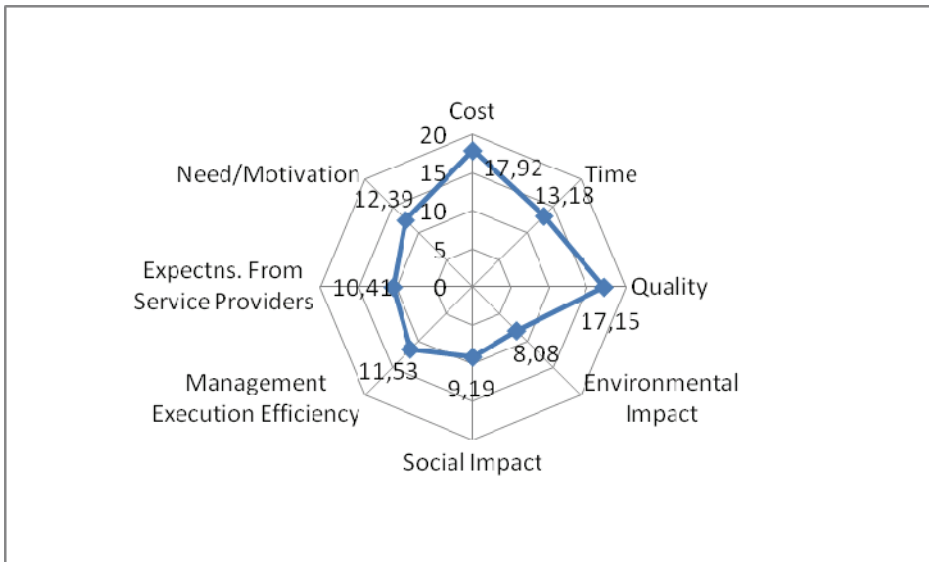 Cost
20
17,92
Need/Motivation
15
Time
12,39
13,18
10
Expectns. From
Service Providers
5
10,41
0
Quality
17,15
8,08
11,53
9,19
Management
Execution Efficiency
Environmental
Impact
Social Impact